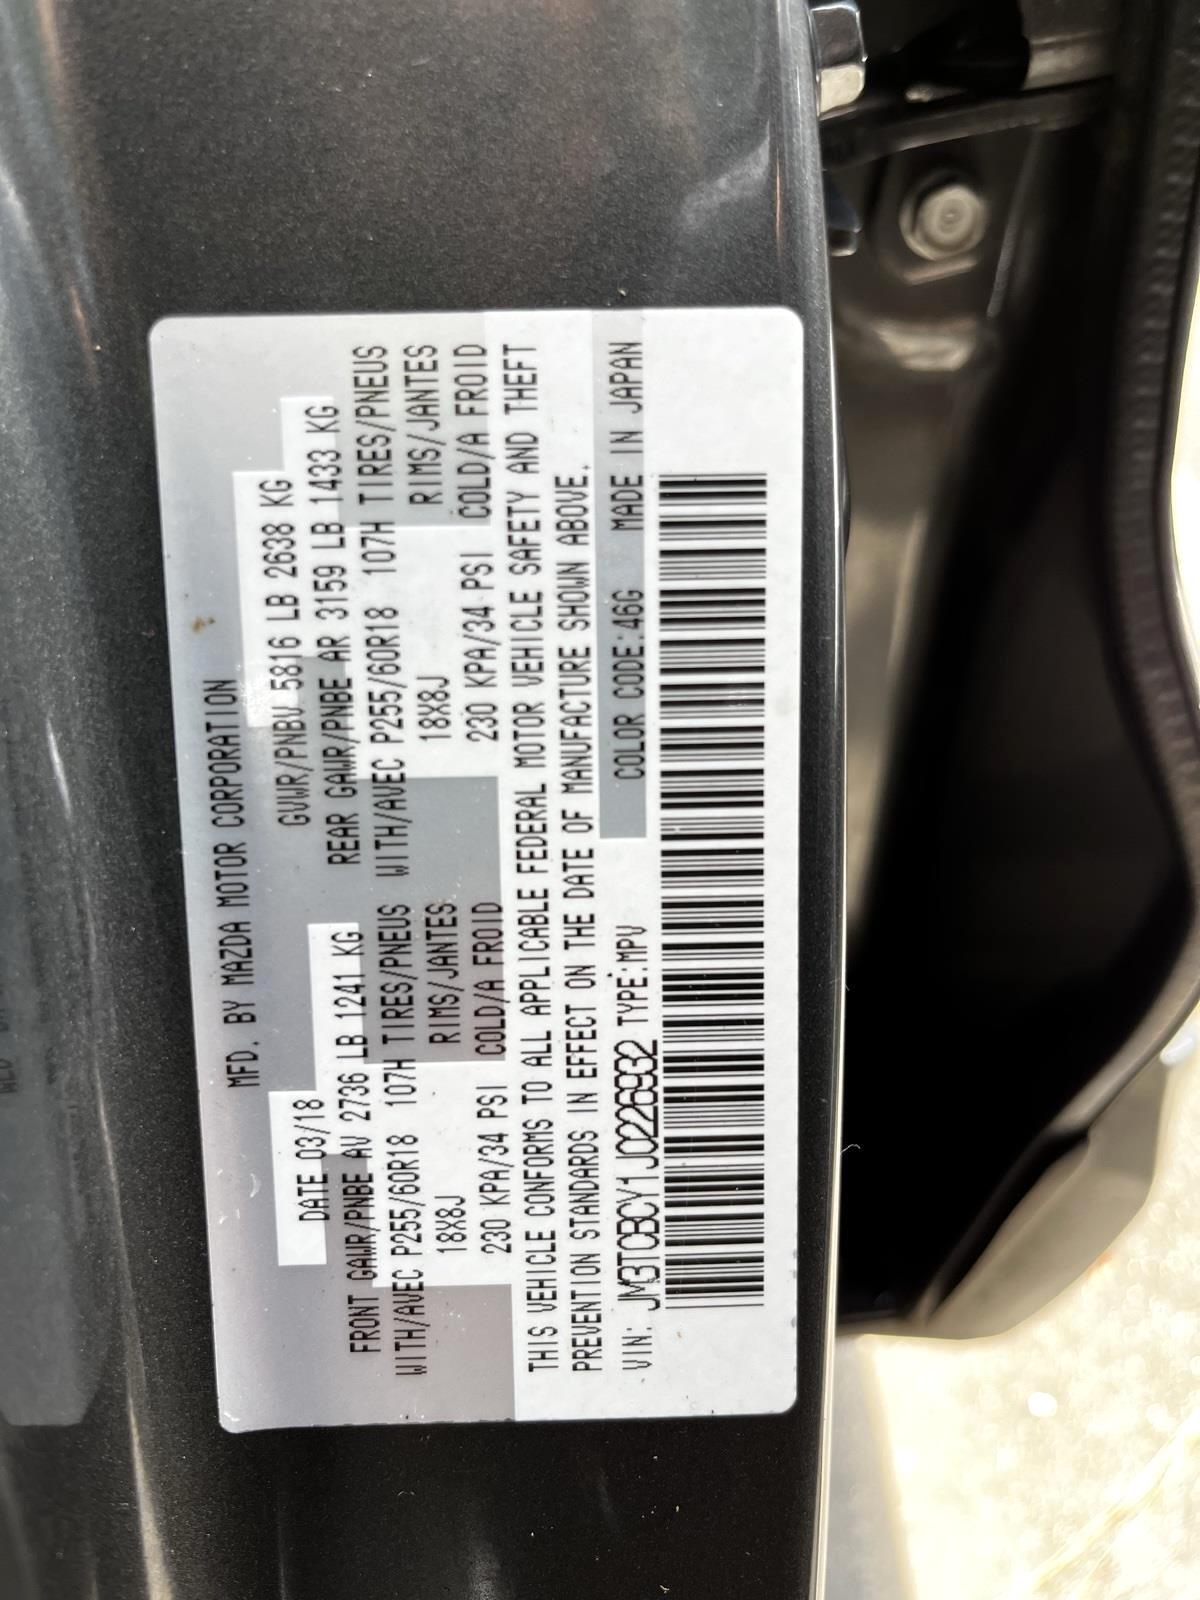 MFD. BY MAZDA MOTOR CORPORATION
DATE 03/18 GVWR/PNBV 5816 LB 2638 KG
FRONT GAWR/PNBE AV 2736 LB 1241 KG REAR GAWR/PNBE AR 3159 LB 1433 KG
WITH/AVEC P255/60R18 107H TIRES/PNEUS WITH/AVEC P255/60R18 107H TIRES/PNEUS
18X8J RIMS/JANTES 18X8J RIMS/JANTES
230 KPA/34 PSI COLD/A FROID 230 KPA/34 PSI COLD/A FROID
THIS VEHICLE CONFORMS TO ALL APPLICABLE FEDERAL MOTOR VEHICLE SAFETY AND THEFT
PREVENTION STANDARDS IN EFFECT ON THE DATE OF MANUFACTURE SHOWN ABOVE.
VIN: JM3TCBCY1J0226932 TYPE:MPV COLOR CODE:46G MADE IN JAPAN